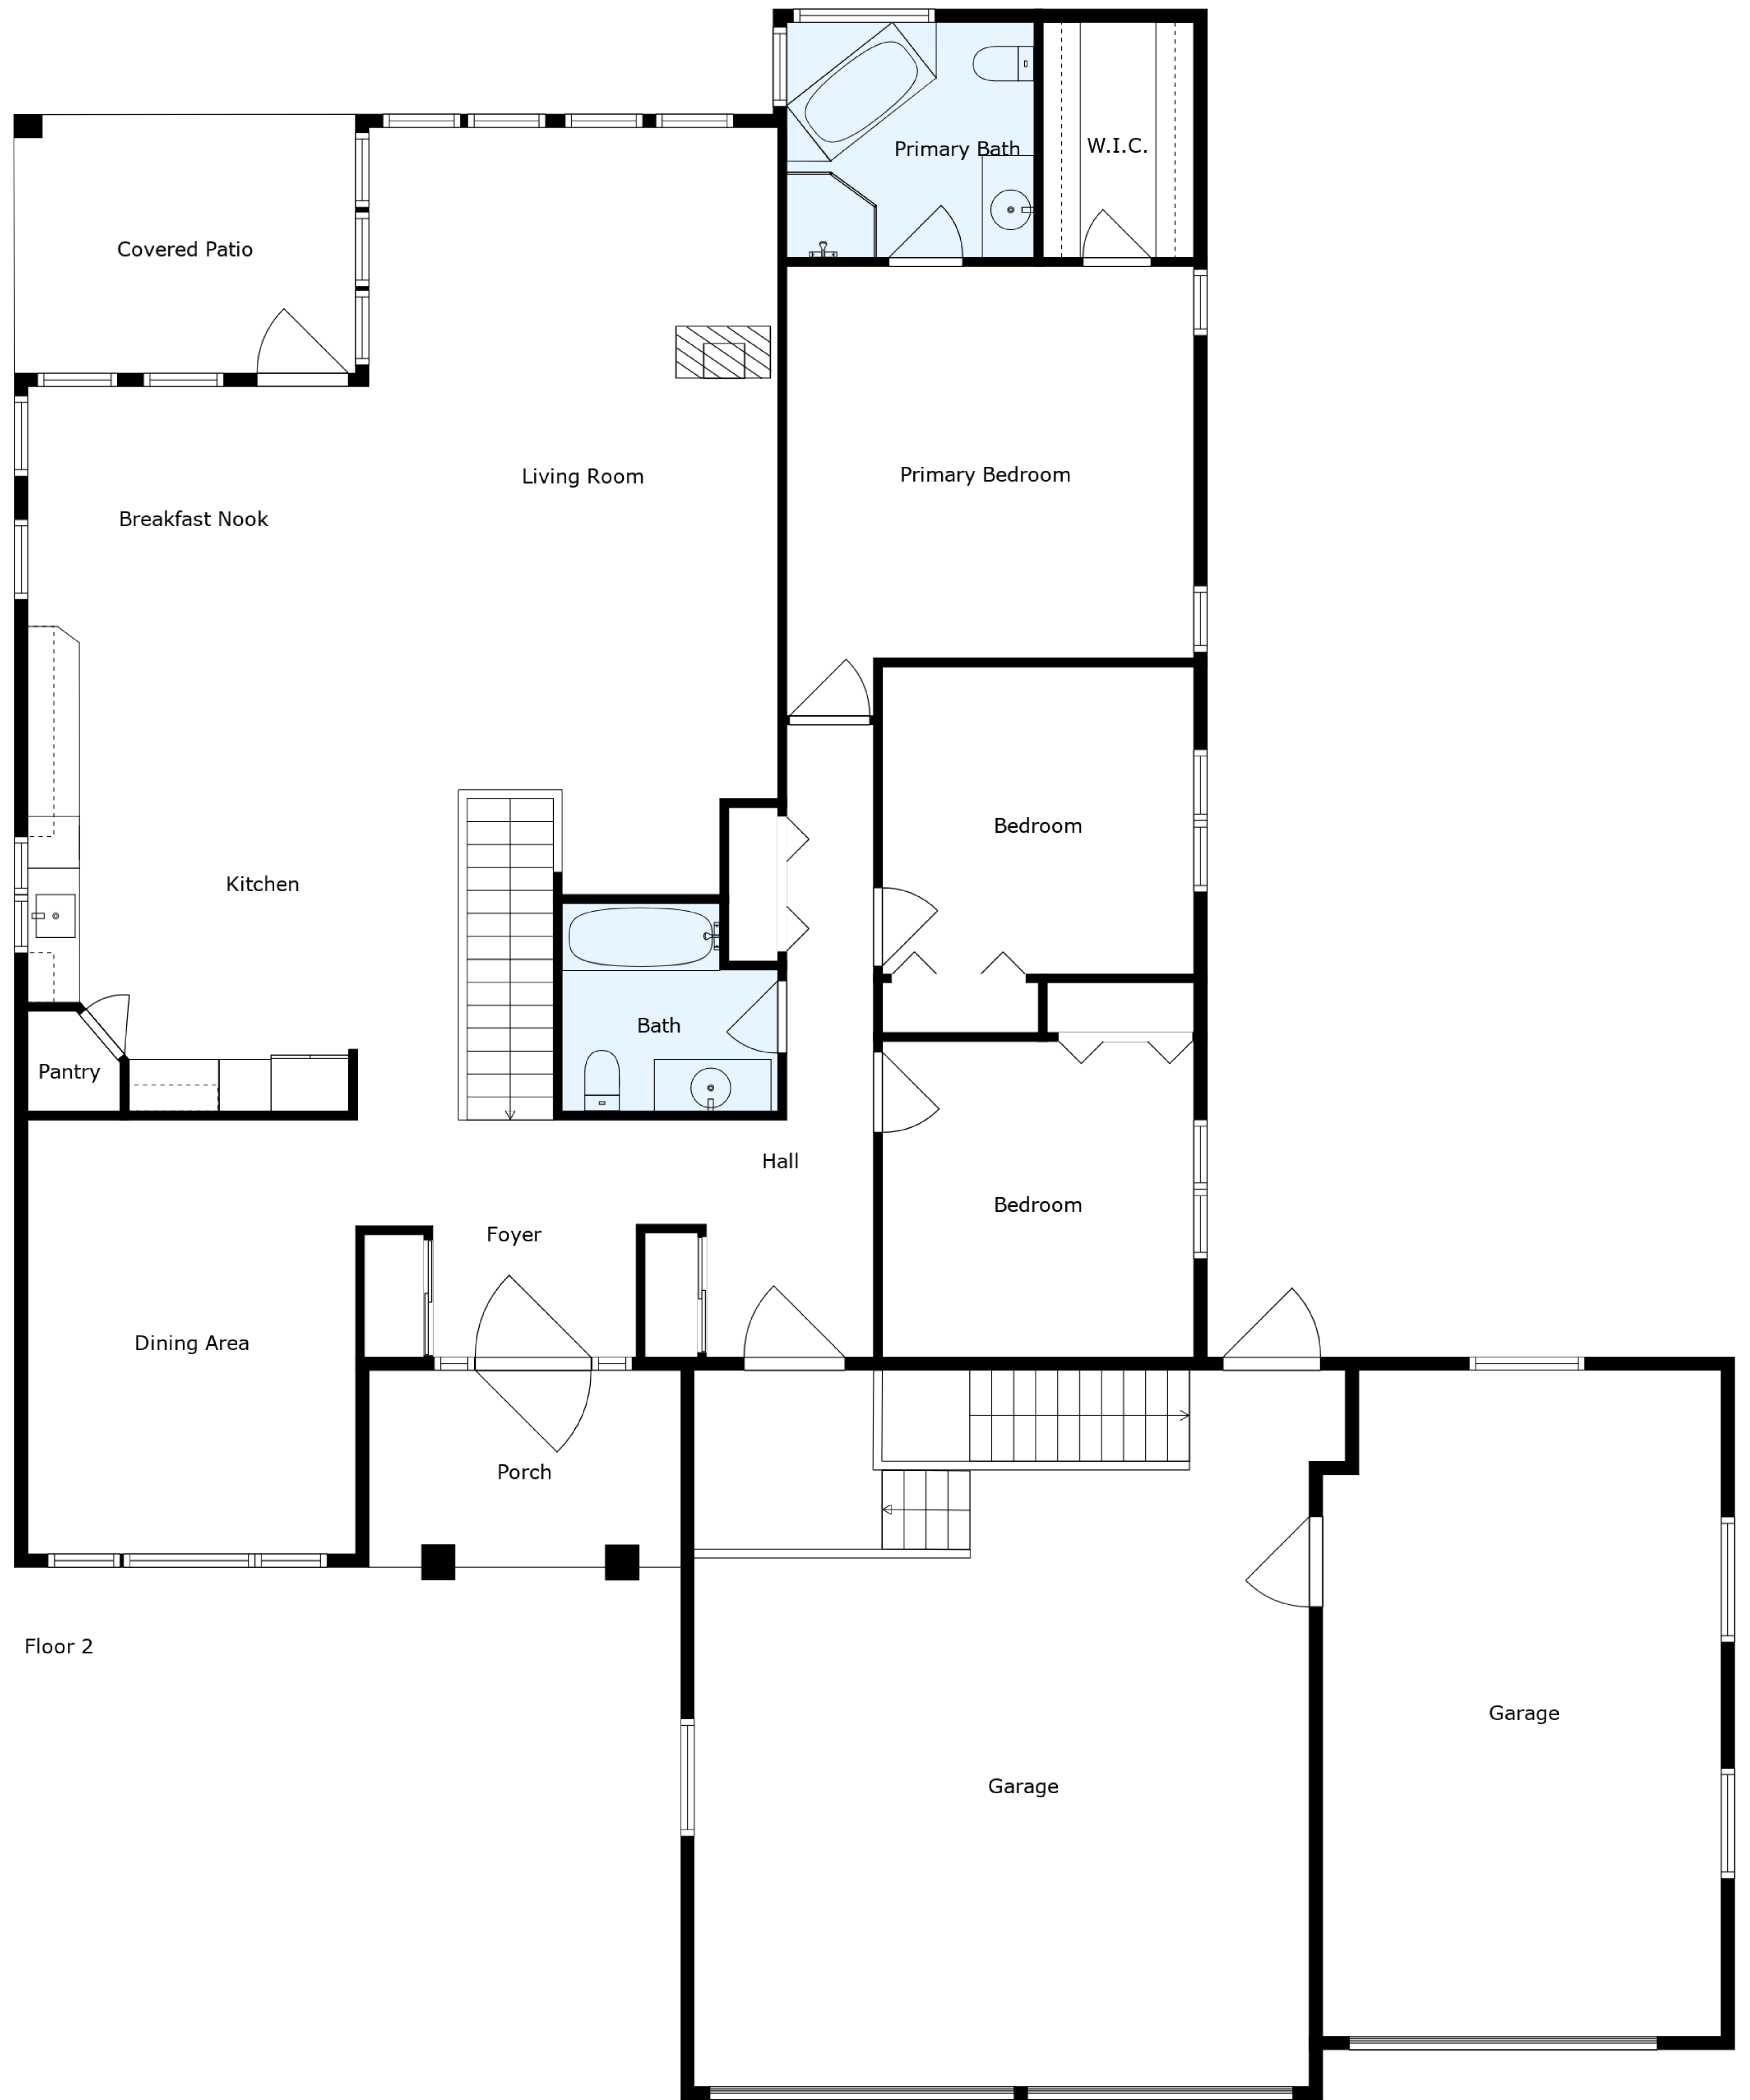 Primary Bath
W.I.C.
Covered Patio
Living Room
Primary Bedroom
Breakfast Nook
Bedroom
Kitchen
Bath
Pantry
Hall
Bedroom
Foyer
Dining Area
Porch
Floor 2
Garage
Garage